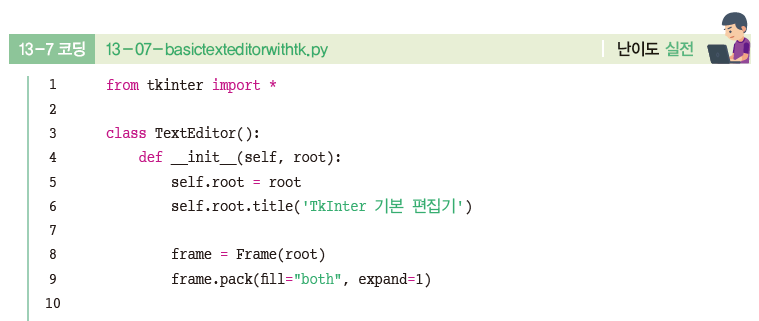 13-7 코딩 13-07-basictexteditorwithtk.py 난이도 실전
1 from tkinter import *
2
3 class TextEditor():
4     def __init__(self, root):
5         self.root = root
6         self.root.title('TkInter 기본 편집기')
7
8         frame = Frame(root)
9         frame.pack(fill="both", expand=1)
10